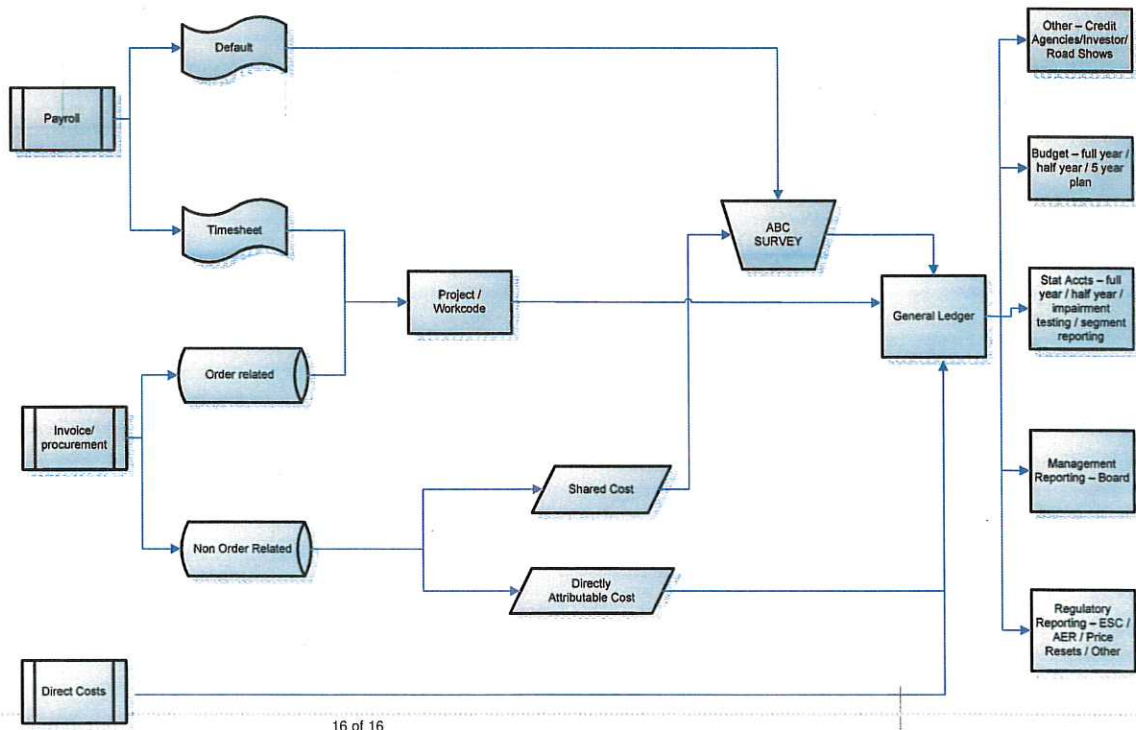 Default
Other – Credit
Agencies/Investor/
Road Shows
Payroll
Budget – full year /
half year / 5 year
plan
Timesheet
ABC
SURVEY
Project /
Workcode
General Ledger
Stat Accts – full
year / half year /
impairment
testing / segment
reporting
Order related
Invoice/
procurement
Management
Reporting – Board
Shared Cost
Non Order Related
Directly
Attributable Cost
Regulatory
Reporting – ESC /
AER / Price
Resets / Other
Direct Costs
16 of 16